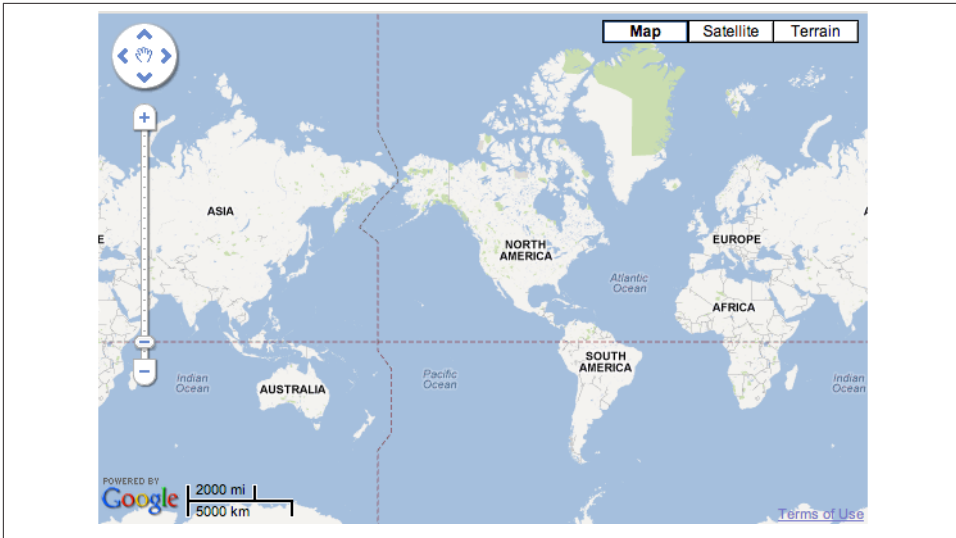 Map Satellite Terrain
ASIA
E
A
NORTH
AMERICA
EUROPE
Atlantic
Ocean
AFRICA
SOUTH
AMERICA
Indian
Ocean
AUSTRALIA
Pacific
Ocean
Indian
Ocean
POWERED BY
Google
2000 mi
5000 km
Terms of Use